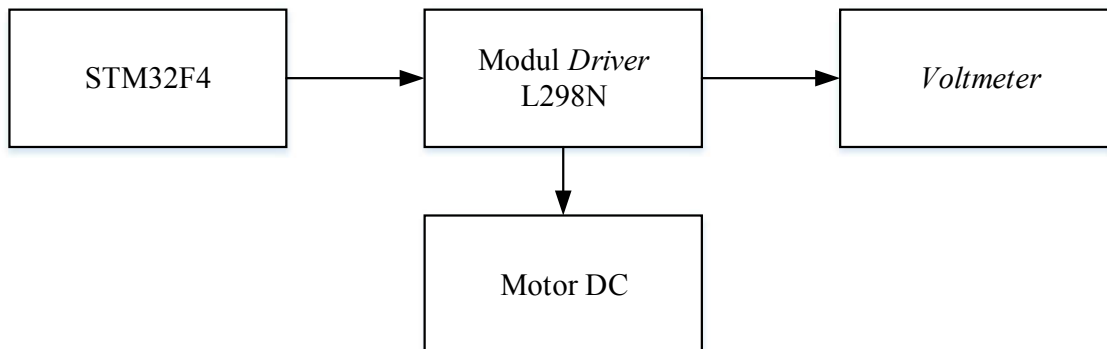 STM32F4
Modul Driver
L298N
Voltmeter
Motor DC